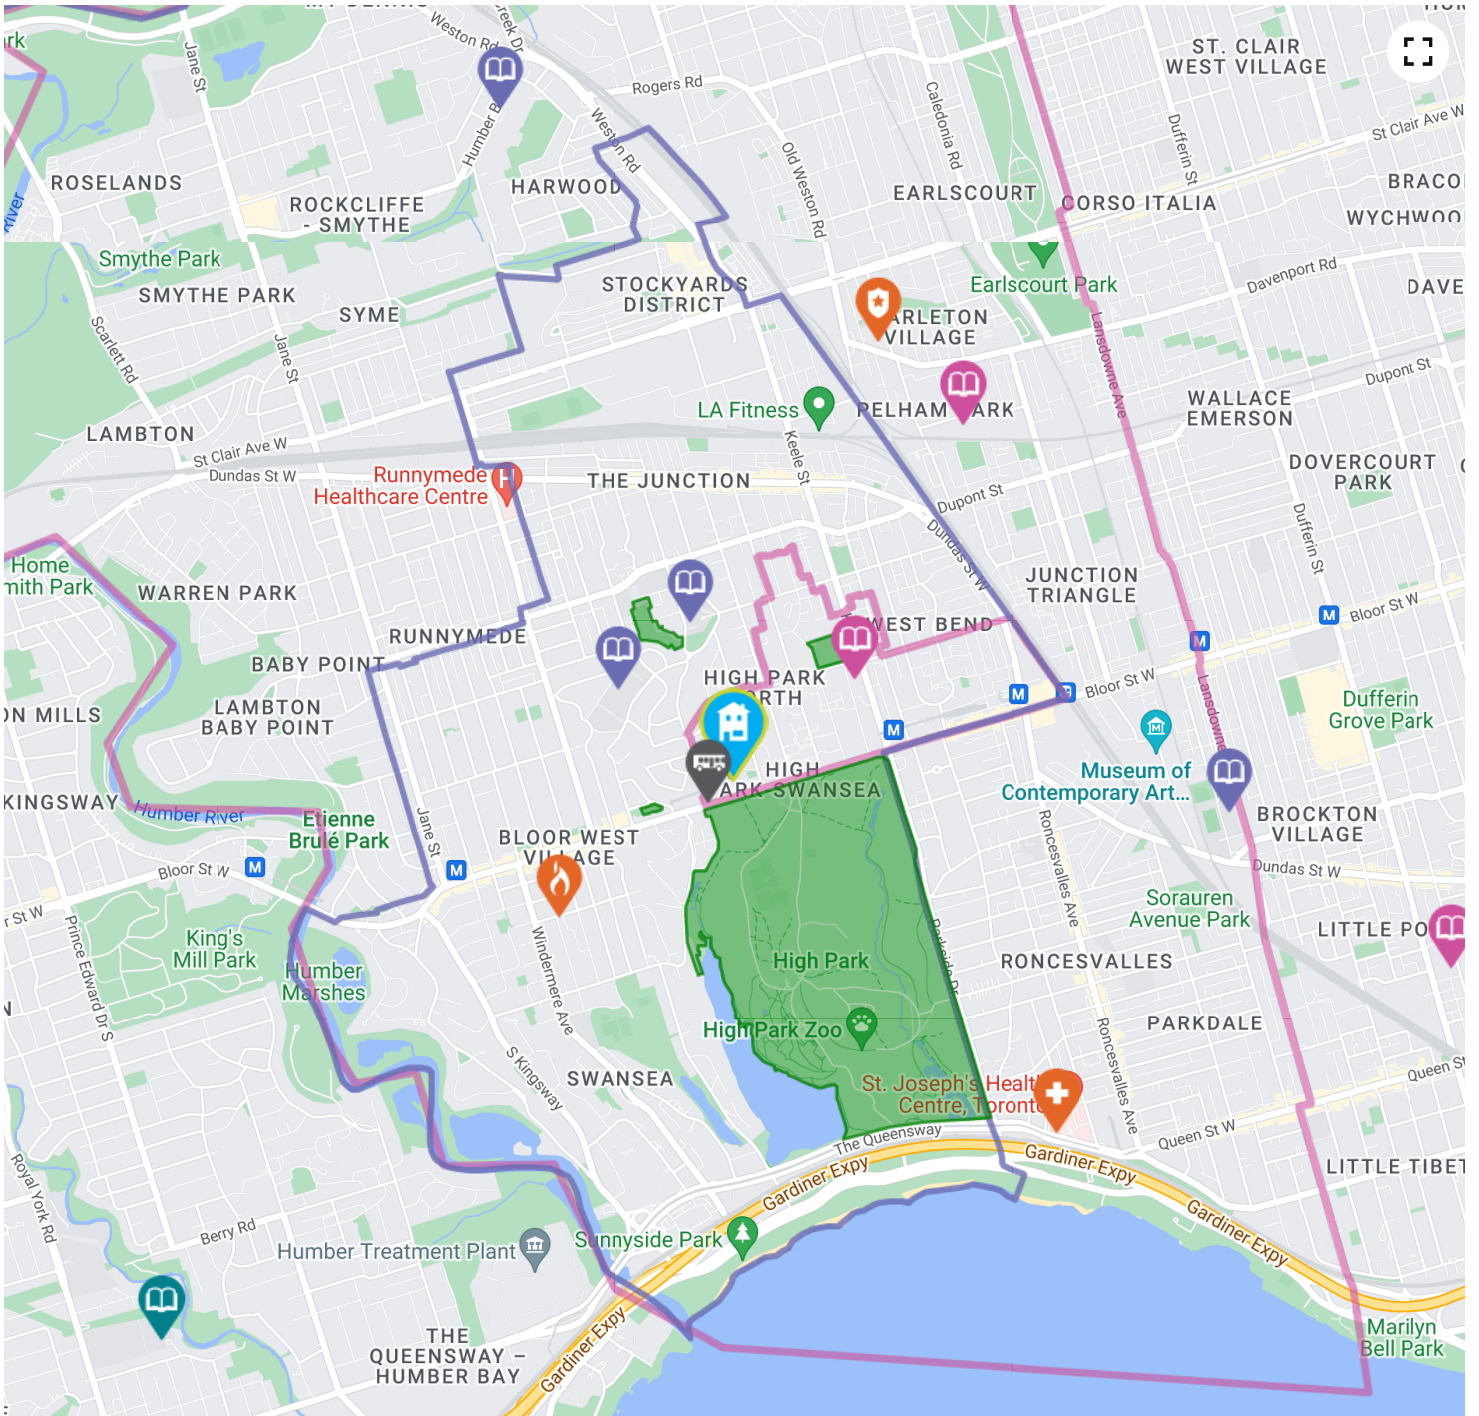 MT DENNIS
Weston Rd
Creek Dr
Jane St
Rogers Rd
ST. CLAIR
WEST VILLAGE
Caledonia Rd
Dufferin St
St Clair Ave W
Weston Rd
Old Weston Rd
ROSELANDS
HARWOOD
EARLSCOURT
CORSO ITALIA
BRACO
WYCHWOO
River
ROCKCLIFFE
- SMYTHE
Smythe Park
SMYTHE PARK
SYME
STOCKYARDS
DISTRICT
Earlscourt Park
Davenport Rd
DAVE
ARLETON
VILLAGE
Scarlett Rd
Jane St
Lansdowne Ave
Dupont St
LA Fitness
PELHAM PARK
WALLACE
EMERSON
LAMBTON
St Clair Ave W
Dundas St W
Keele St
Runnymede
Healthcare Centre
THE JUNCTION
DOVERCOURT
PARK
Dupont St
Dundas St W
Dufferin St
Home
mith Park
WARREN PARK
JUNCTION
TRIANGLE
Bloor St W
RUNNYMEDE
WEST BEND
BABY POINT
HIGH PARK
ORTH
Bloor St W
LAMBTON
BABY POINT
ON MILLS
Lansdowne
Dufferin
Grove Park
HIGH
ARK-SWANSEA
Museum of
Contemporary Art...
KINGSWAY
Humber River
Etienne
Brulé Park
Jane St
BLOOR WEST
VILLAGE
BROCKTON
VILLAGE
Dundas St W
Bloor St W
r St W
Roncesvalles Ave
Sorauren
Avenue Park
LITTLE PO
Prince Edward Dr S
King's
Mill Park
Humber
Marshes
Windermere Ave
High Park
Parkside Dr
RONCESVALLES
High Park Zoo
PARKDALE
S Kingsway
SWANSEA
St. Joseph's Healt
Centre, Toronto
Roncesvalles Ave
Queen St
Queen St W
The Queensway
Gardiner Expy
Gardiner Expy
LITTLE TIBET
Royal York Rd
Berry Rd
Humber Treatment Plant
Sunnyside Park
Gardiner Expy
Gardiner Expy
THE
QUEENSWAY –
HUMBER BAY
Marilyn
Bell Park